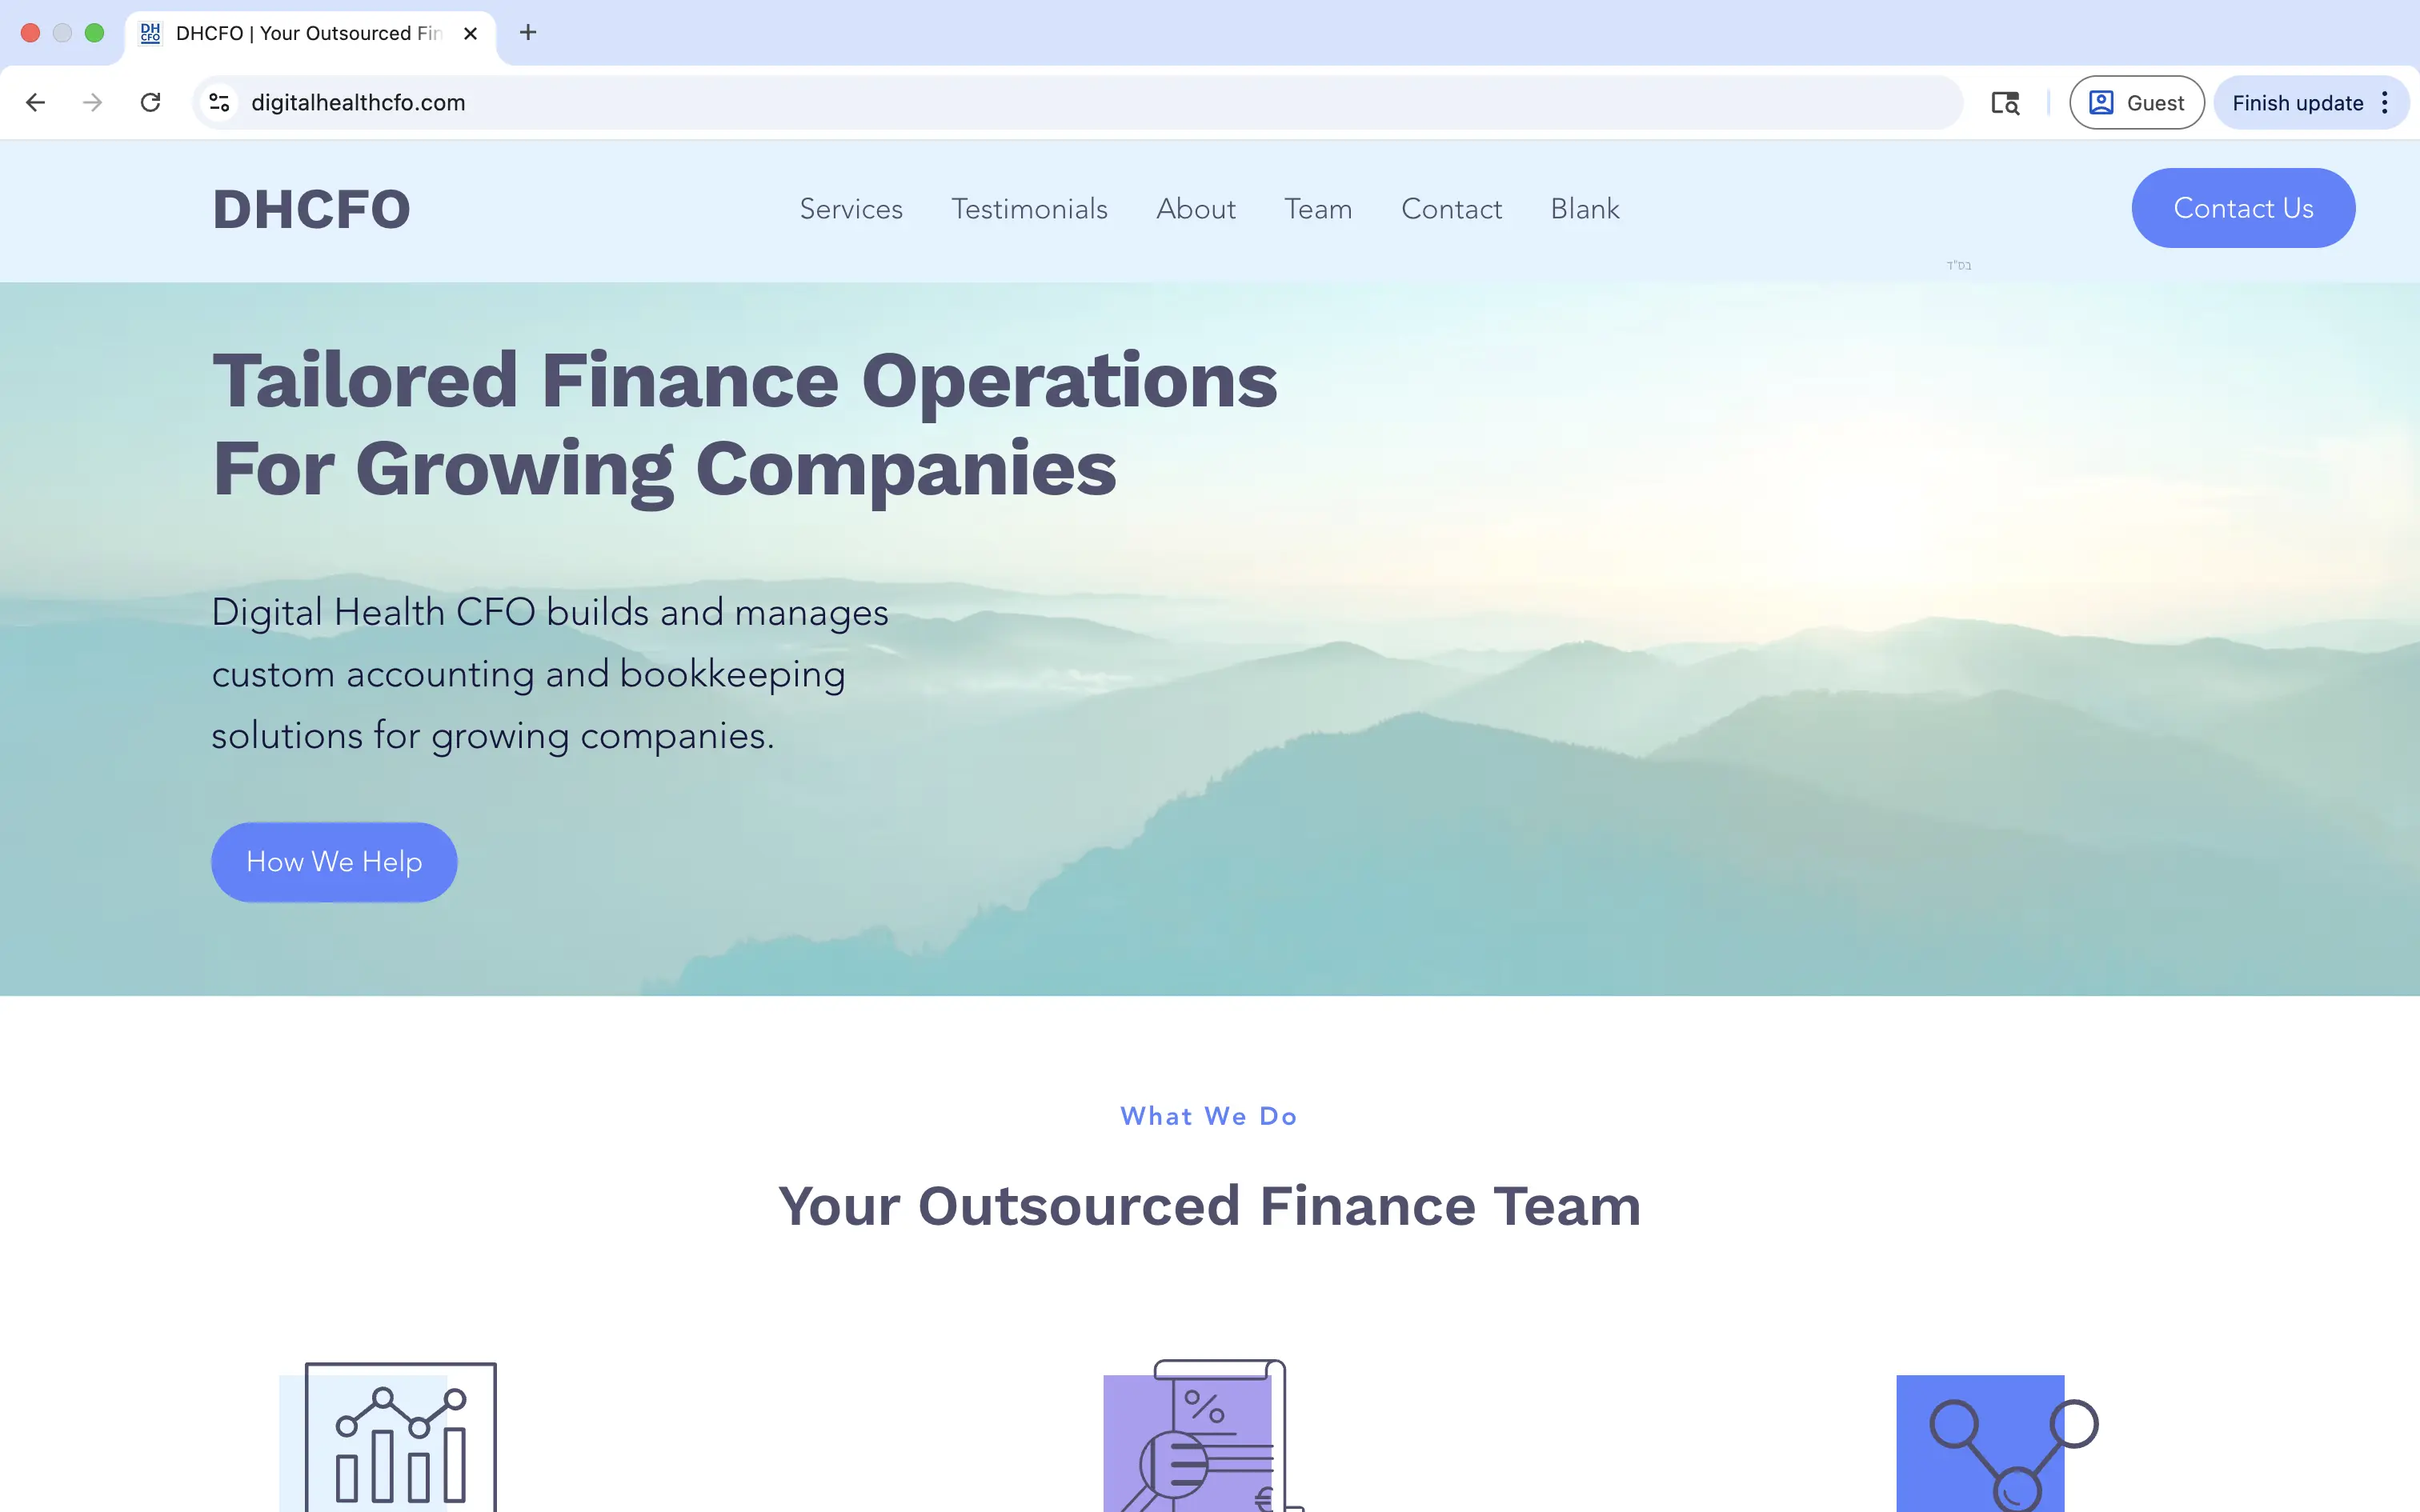 DH
CFO
DHCFO | Your Outsourced Fin
digitalhealthcfo.com
Guest
Finish update
DHCFO
Services
Testimonials
About
Team
Contact
Blank
Contact Us
בס"ד
Tailored Finance Operations
For Growing Companies
Digital Health CFO builds and manages
custom accounting and bookkeeping
solutions for growing companies.
How We Help
What We Do
Your Outsourced Finance Team
%
€